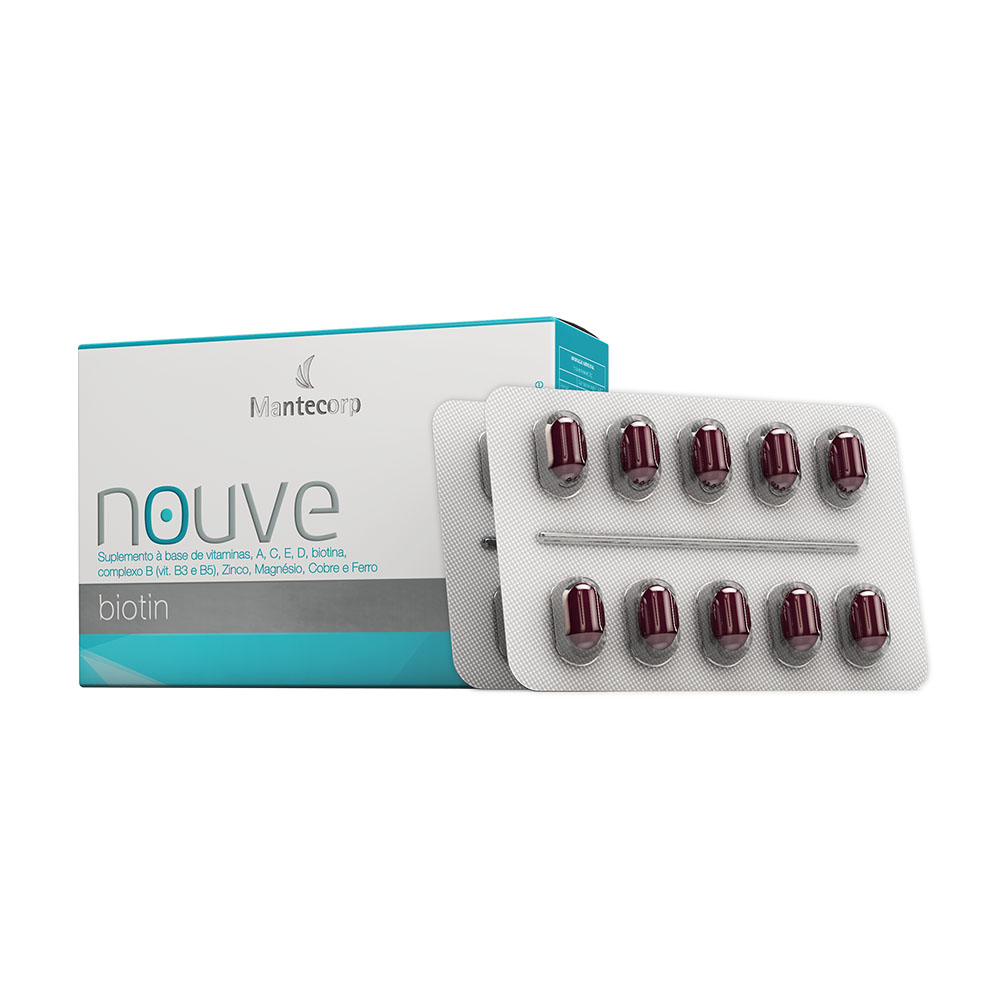 Mantecorp
nouve
Suplemento à base de vitaminas, A, C, E, D, biotina,
complexo B (vit. B3 e B5), Zinco, Magnésio, Cobre e Ferro
biotin